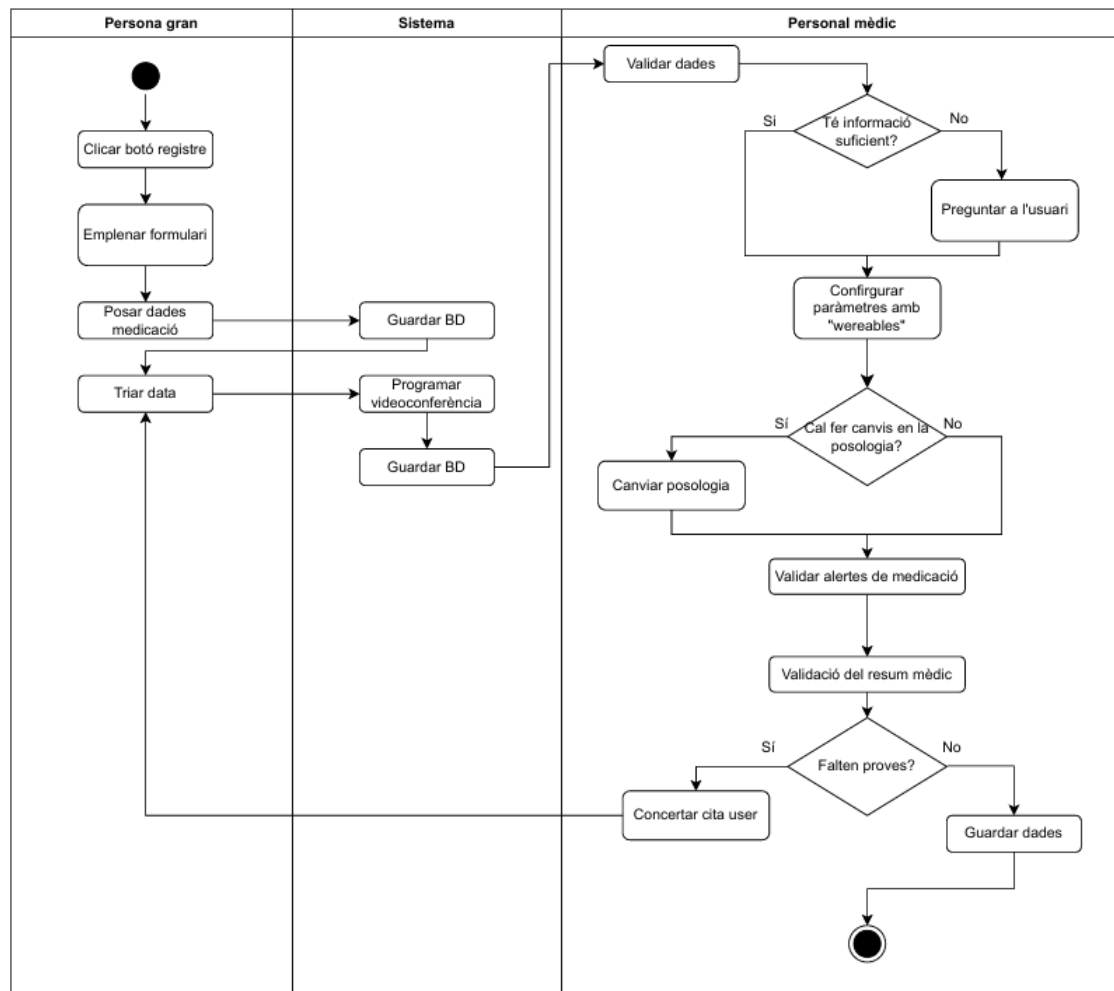 Persona gran
Sistema
Personal mèdic
Clicar botó registre
Emplenar formulari
Posar dades
medicació
Guardar BD
Triar data
Programar
videoconferència
Guardar BD
Validar dades
Té informació
suficient?
Si
No
Preguntar a l'usuari
Confirgurar
paràmetres amb
"wereables"
Cal fer canvis en la
posologia?
Sí
No
Canviar posologia
Validar alertes de medicació
Validació del resum mèdic
Falten proves?
Sí
No
Concertar cita user
Guardar dades